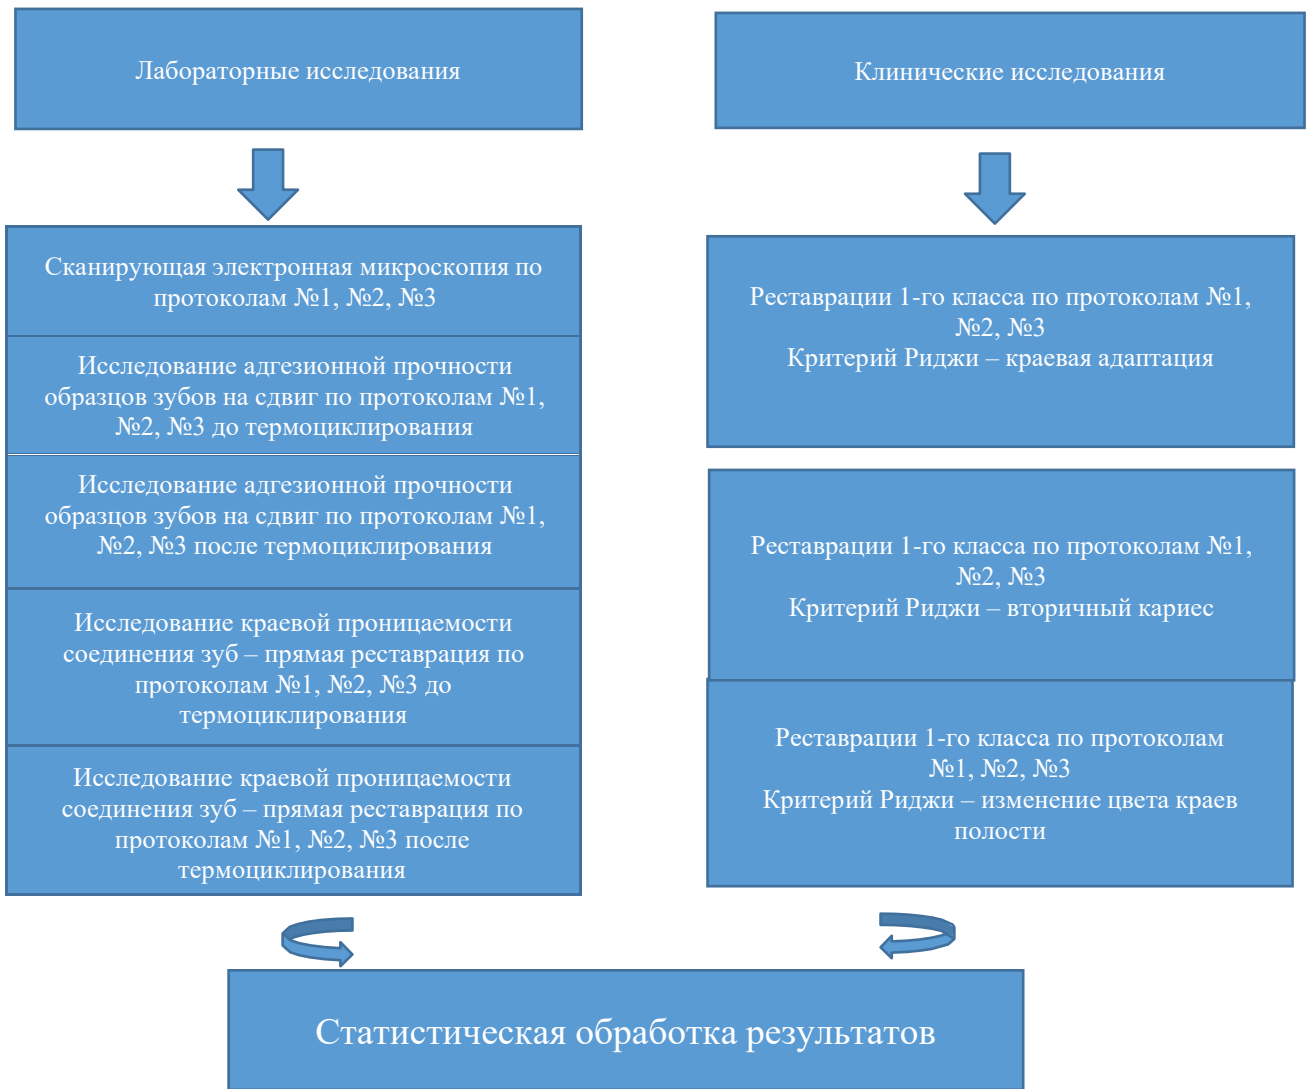 Лабораторные исследования
Сканирующая электронная микроскопия по
протоколам №1, №2, №3
Исследование адгезионной прочности
образцов зубов на сдвиг по протоколам №1,
№2, №3 до термоциклирования
Исследование адгезионной прочности
образцов зубов на сдвиг по протоколам №1,
№2, №3 после термоциклирования
Исследование краевой проницаемости
соединения зуб – прямая реставрация по
протоколам №1, №2, №3 до
термоциклирования
Исследование краевой проницаемости
соединения зуб – прямая реставрация по
протоколам №1, №2, №3 после
термоциклирования
Клинические исследования
Реставрации 1-го класса по протоколам №1,
№2, №3
Критерий Риджи – краевая адаптация
Реставрации 1-го класса по протоколам №1,
№2, №3
Критерий Риджи – вторичный кариес
Реставрации 1-го класса по протоколам
№1, №2, №3
Критерий Риджи – изменение цвета краев
полости
Статистическая обработка результатов